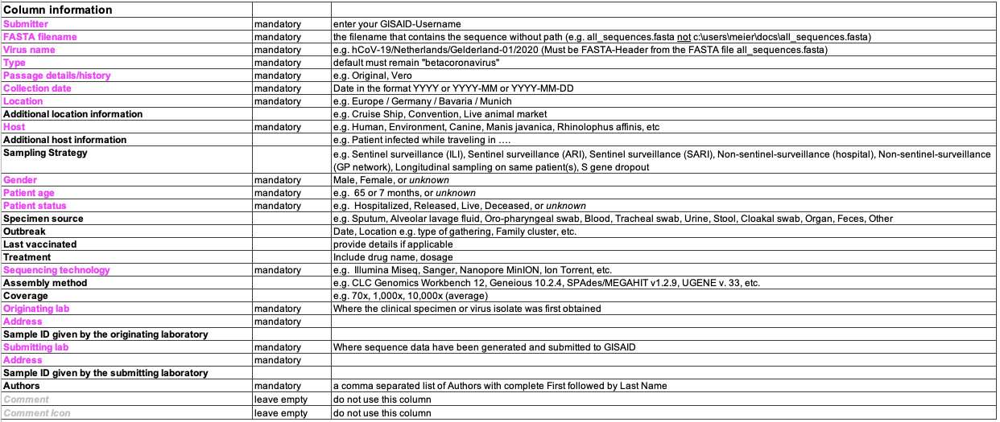 Column information
Submitter mandatory enter your GISAID-Username
FASTA filename mandatory the filename that contains the sequence without path (e.g. all_sequences.fasta not c:\users\meier\docs\all_sequences.fasta)
Virus name mandatory e.g. hCoV-19/Netherlands/Gelderland-01/2020 (Must be FASTA-Header from the FASTA file all_sequences.fasta)
Type mandatory default must remain "betacoronavirus"
Passage details/history mandatory e.g. Original, Vero
Collection date mandatory Date in the format YYYY or YYYY-MM or YYYY-MM-DD
Location mandatory e.g. Europe / Germany / Bavaria / Munich
Additional location information e.g. Cruise Ship, Convention, Live animal market
Host mandatory e.g. Human, Environment, Canine, Manis javanica, Rhinolophus affinis, etc
Additional host information e.g. Patient infected while traveling in ….
Sampling Strategy e.g. Sentinel surveillance (ILI), Sentinel surveillance (ARI), Sentinel surveillance (SARI), Non-sentinel-surveillance (hospital), Non-sentinel-surveillance
(GP network), Longitudinal sampling on same patient(s), S gene dropout
Gender mandatory Male, Female, or unknown
Patient age mandatory e.g. 65 or 7 months, or unknown
Patient status mandatory e.g. Hospitalized, Released, Live, Deceased, or unknown
Specimen source e.g. Sputum, Alveolar lavage fluid, Oro-pharyngeal swab, Blood, Tracheal swab, Urine, Stool, Cloakal swab, Organ, Feces, Other
Outbreak Date, Location e.g. type of gathering, Family cluster, etc.
Last vaccinated provide details if applicable
Treatment Include drug name, dosage
Sequencing technology mandatory e.g. Illumina Miseq, Sanger, Nanopore MinION, Ion Torrent, etc.
Assembly method e.g. CLC Genomics Workbench 12, Geneious 10.2.4, SPAdes/MEGAHIT v1.2.9, UGENE v. 33, etc.
Coverage e.g. 70x, 1,000x, 10,000x (average)
Originating lab mandatory Where the clinical specimen or virus isolate was first obtained
Address mandatory
Sample ID given by the originating laboratory
Submitting lab mandatory Where sequence data have been generated and submitted to GISAID
Address mandatory
Sample ID given by the submitting laboratory
Authors mandatory a comma separated list of Authors with complete First followed by Last Name
Comment leave empty do not use this column
Comment Icon leave empty do not use this column